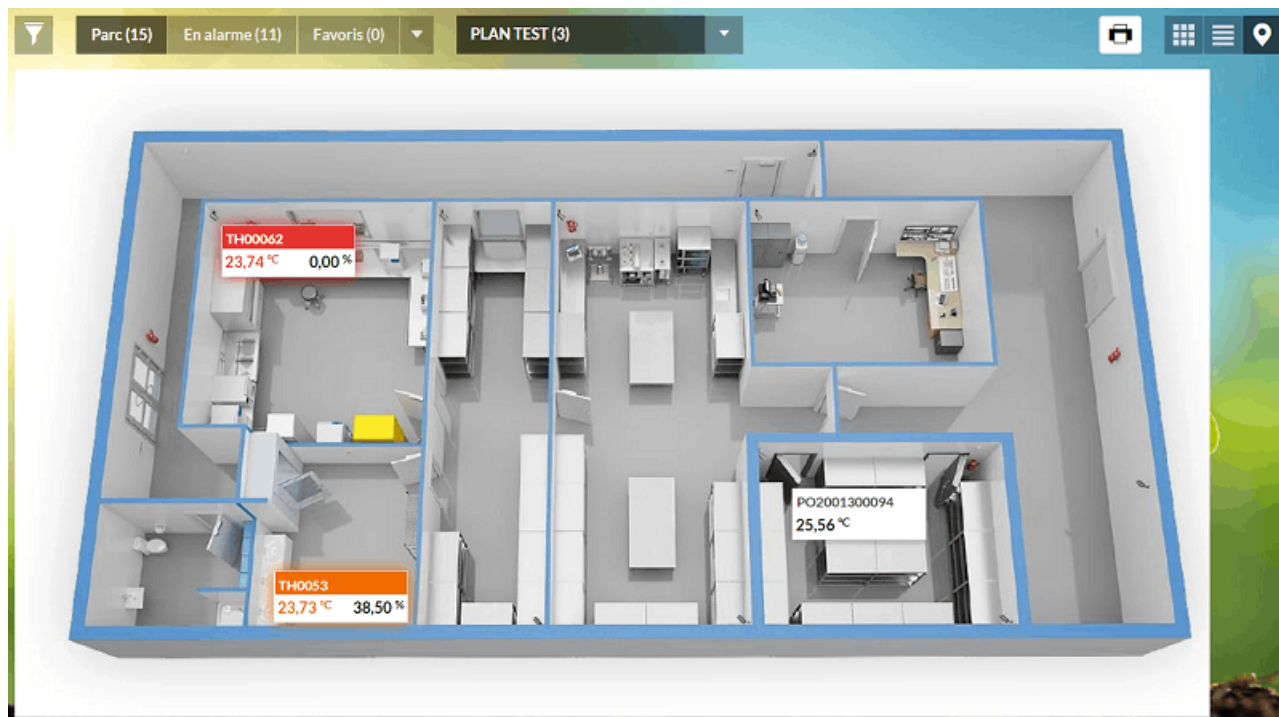 Parc (15) En alarme (11) Favoris (0) PLAN TEST (3)
TH00062
23,74 °C 0,00 %
PO2001300094
25,56 °C
TH0053
23,73 °C 38,50 %